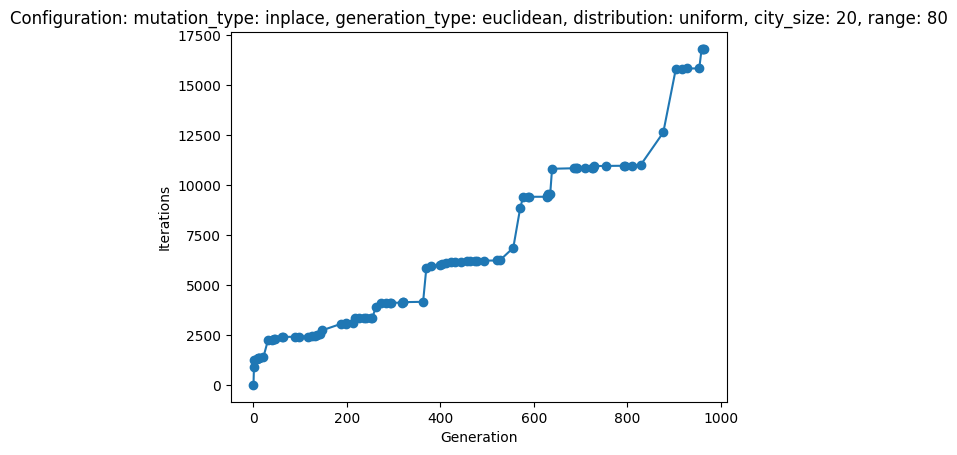 Configuration: mutation_type: inplace, generation_type: euclidean, distribution: uniform, city_size: 20, range: 80
17500
15000
12500
10000
7500
5000
2500
0
Iterations
0 200 400 600 800 1000
Generation